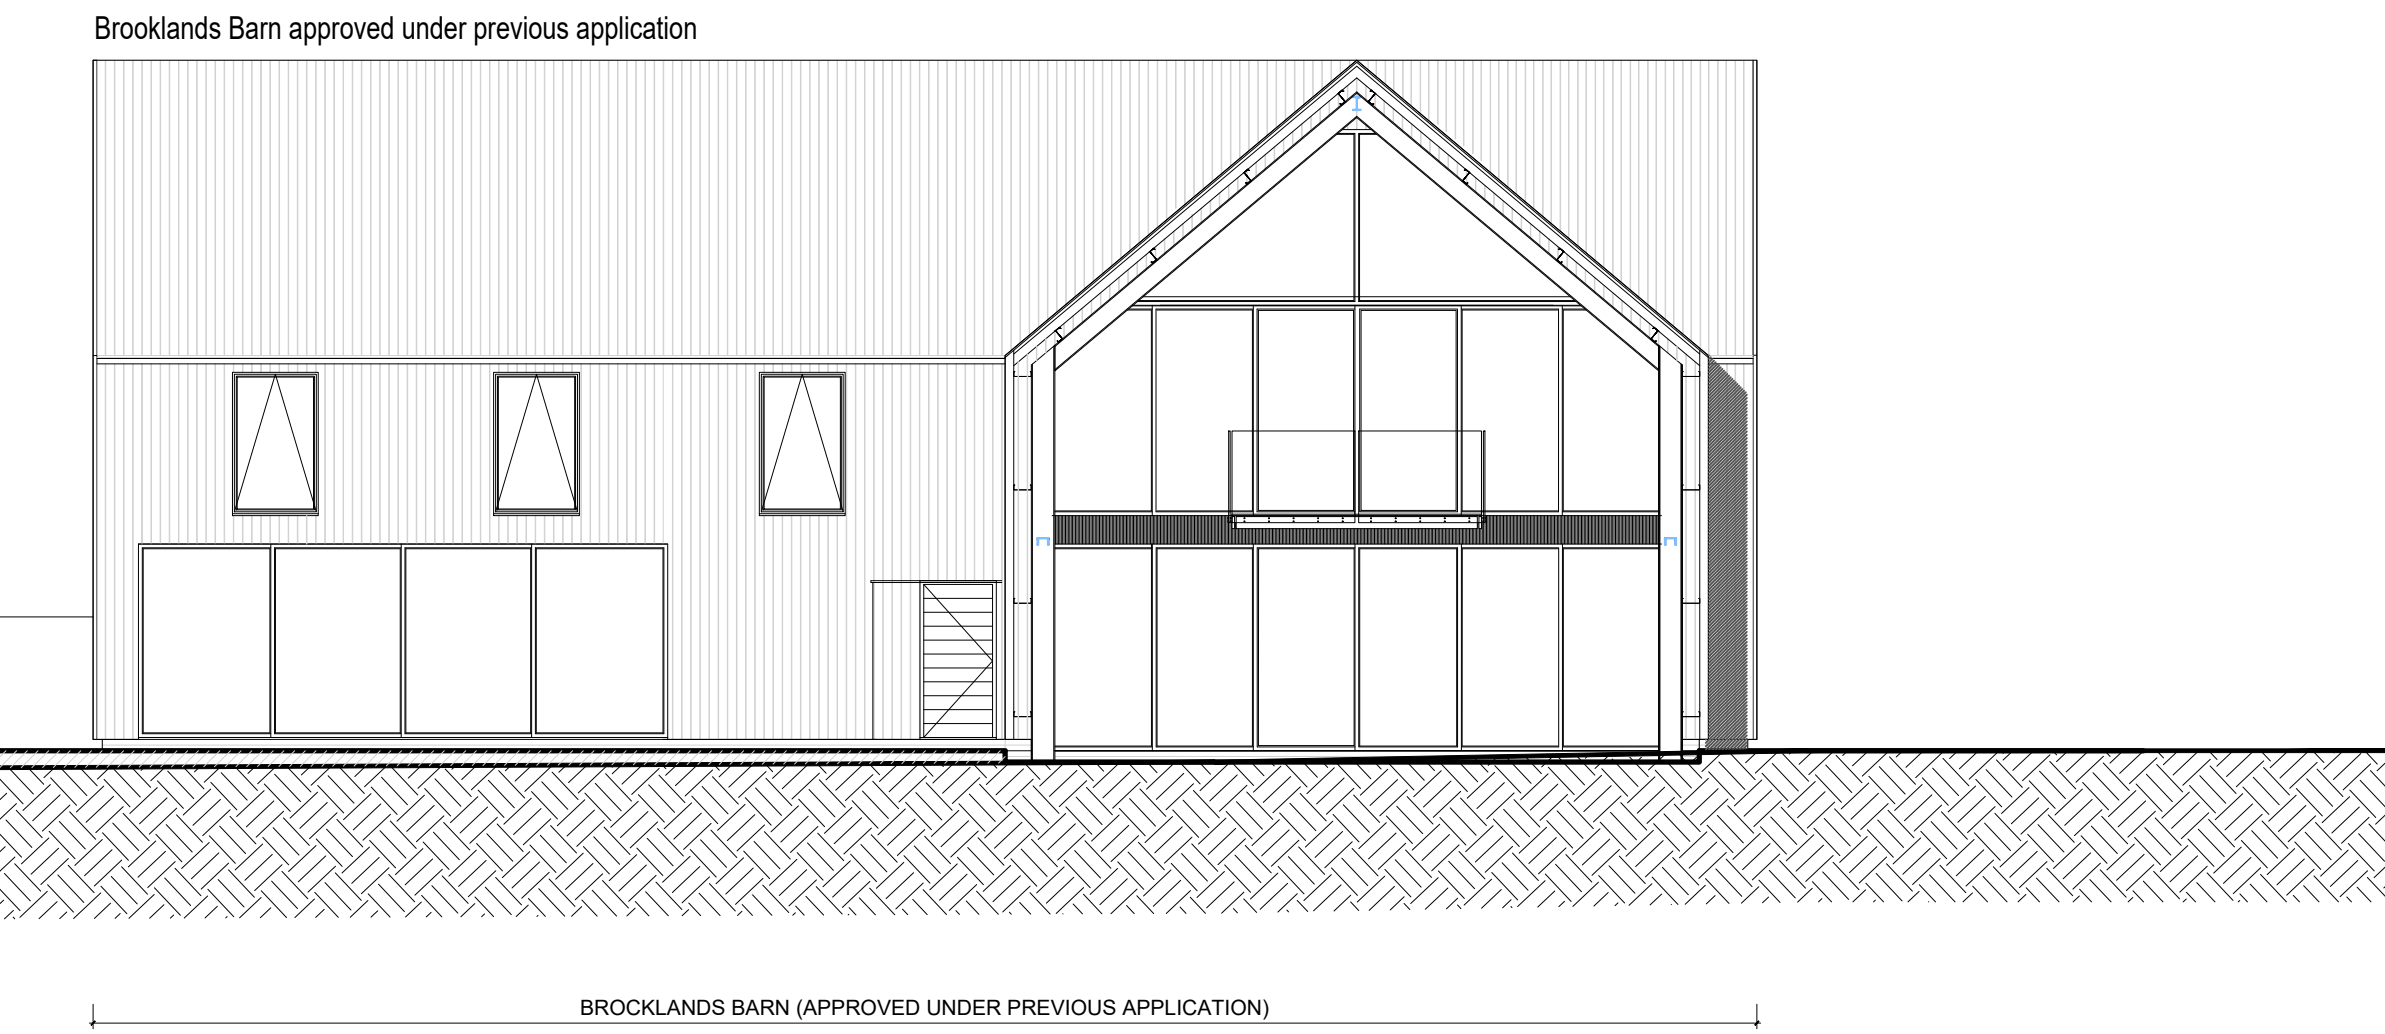 Brooklands Barn approved under previous application
BROCKLANDS BARN (APPROVED UNDER PREVIOUS APPLICATION)